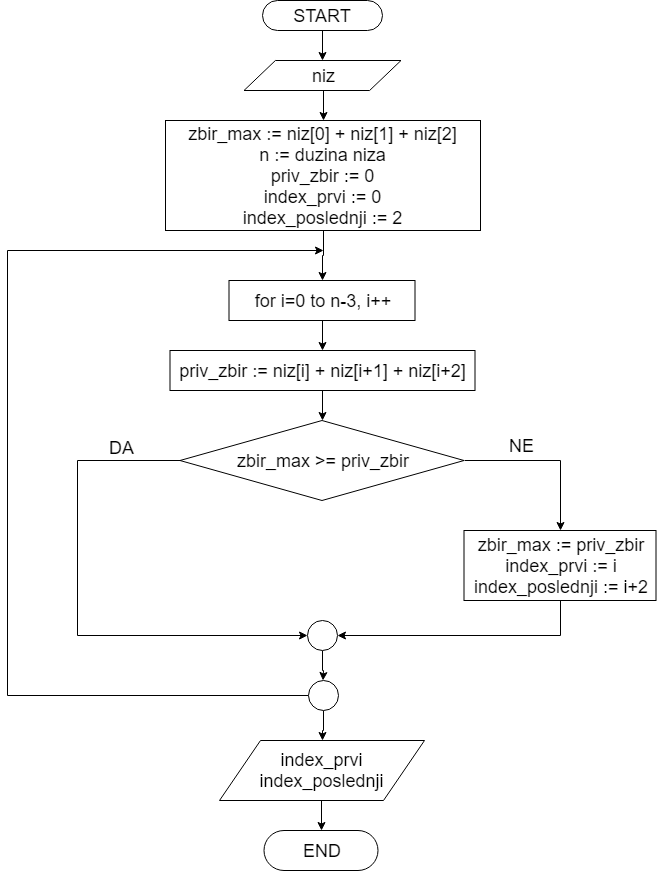 START
niz
zbir_max := niz[0] + niz[1] + niz[2]
n := duzina niza
priv_zbir := 0
index_prvi := 0
index_poslednji := 2
for i=0 to n-3, i++
priv_zbir := niz[i] + niz[i+1] + niz[i+2]
DA
zbir_max >= priv_zbir
NE
zbir_max := priv_zbir
index_prvi := i
index_poslednji := i+2
index_prvi
index_poslednji
END